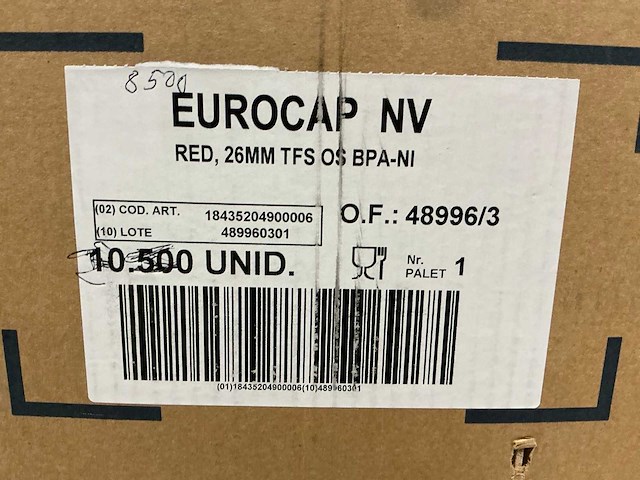 8500
EUROCAP NV
RED, 26MM TFS OS BPA-NI
(02) COD. ART. 18435204900006
(10) LOTE 489960301
O.F.: 48996/3
10.500 UNID.
Nr. PALET 1
(01)18435204900006(10)489960301